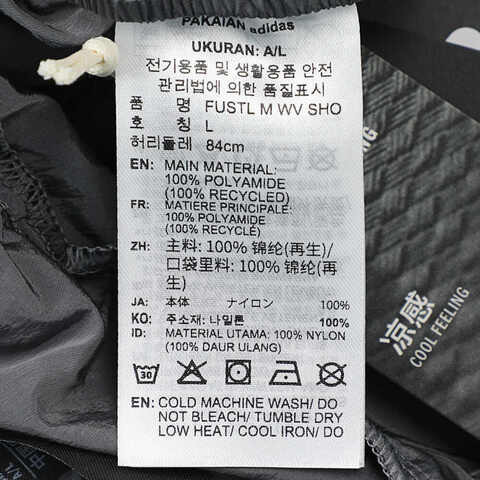 PAKAIAN adidas
UKURAN: A/L
전기용품 및 생활용품 안전
관리법에 의한 품질표시
품 명 FUSTL M WV SHO
호 칭 L
허리둘레 84cm
EN: MAIN MATERIAL:
100% POLYAMIDE
(100% RECYCLED)
FR: MATIERE PRINCIPALE:
100% POLYAMIDE
(100% RECYCLÉ)
ZH: 主料: 100% 锦纶(再生)/
口袋里料: 100% 锦纶(再
生)
JA: 本体 ナイロン 100%
KO: 주소재: 나일론 100%
ID: MATERIAL UTAMA: 100% NYLON
(100% DAUR ULANG)
30
EN: COLD MACHINE WASH/ DO
NOT BLEACH/ TUMBLE DRY
LOW HEAT/ COOL IRON/ DO
凉感
COOL FEELING
A/L